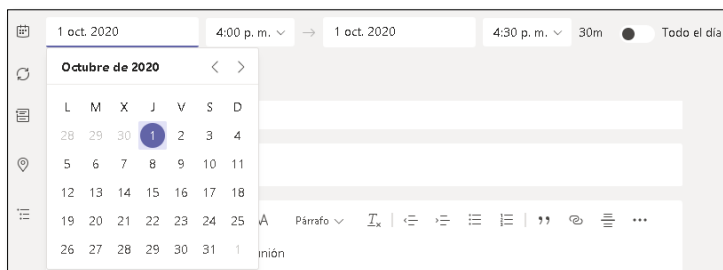 1 oct. 2020 4:00 p. m. → 1 oct. 2020 4:30 p. m. 30m Todo el día
Octubre de 2020 < >
L M X J V S D
28 29 30 1 2 3 4
5 6 7 8 9 10 11
12 13 14 15 16 17 18
19 20 21 22 23 24 25
Párrafo
26 27 28 29 30 31 1
unión